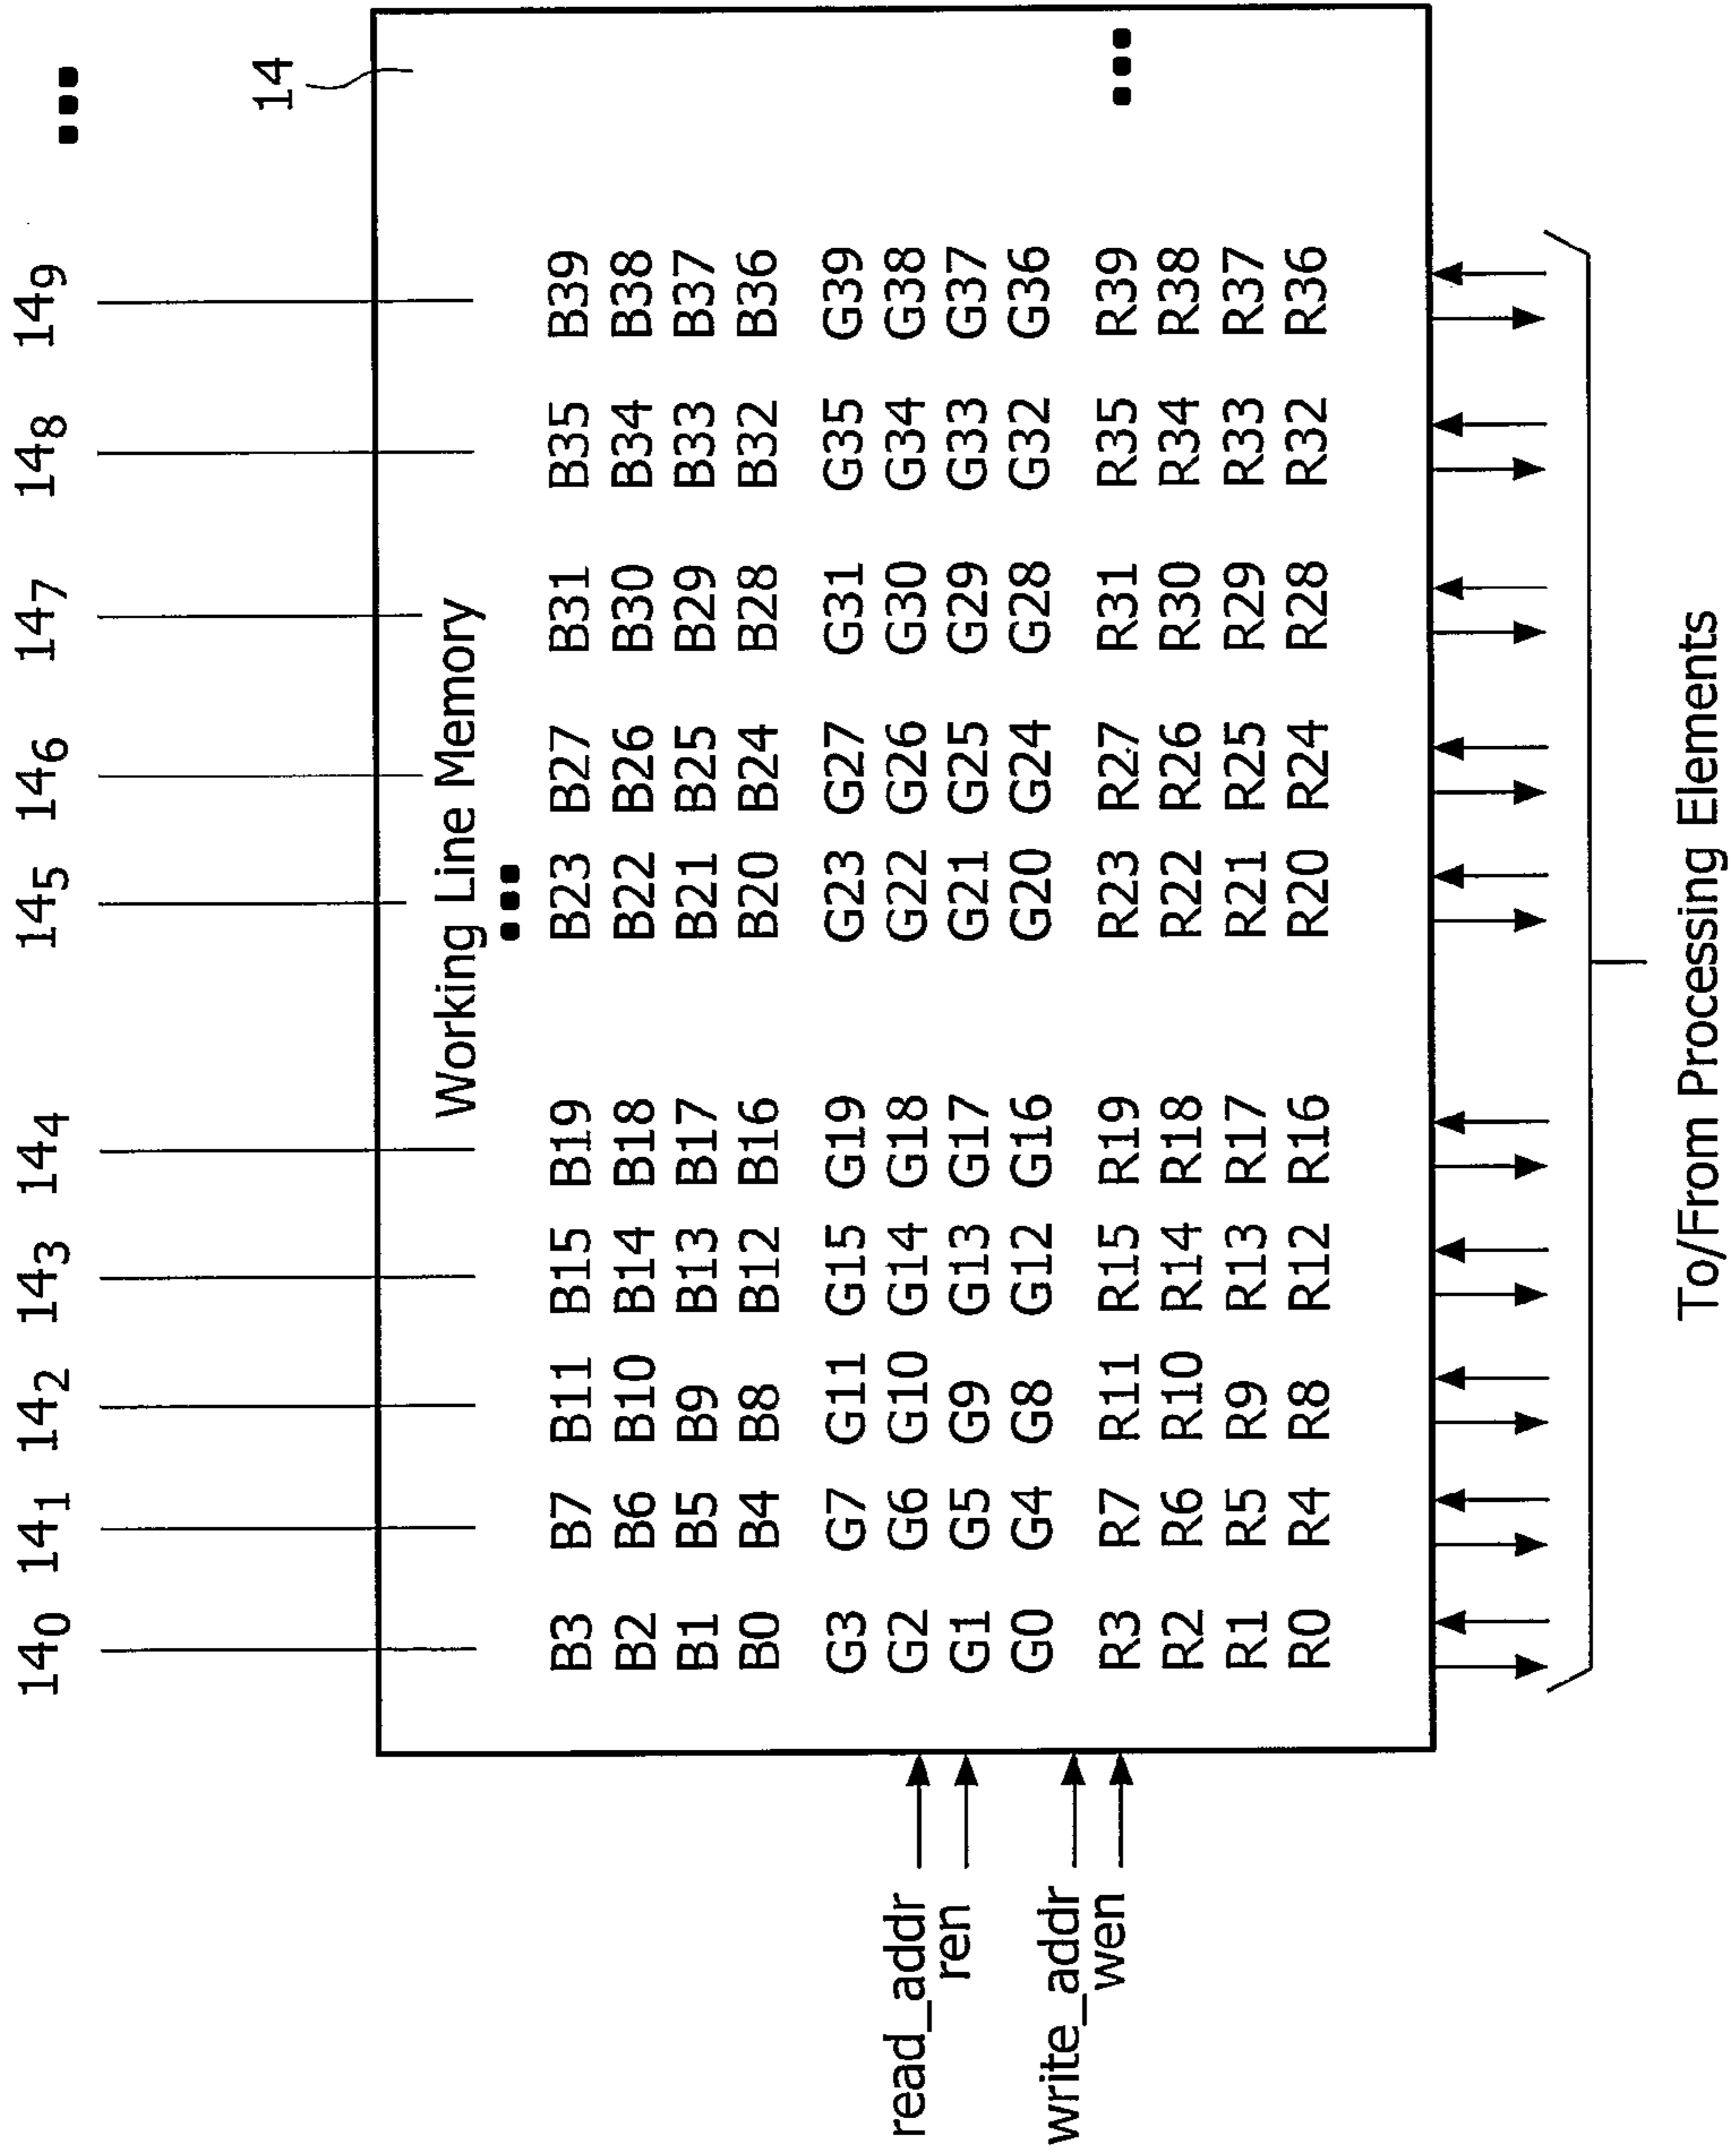 14₀ 14₁ 14₂ 14₃ 14₄ 14₅ 14₆ 14₇ 14₈ 14₉ •••
14
Working Line Memory
•••
B3 B7 B11 B15 B19 B23 B27 B31 B35 B39
B2 B6 B10 B14 B18 B22 B26 B30 B34 B38
B1 B5 B9 B13 B17 B21 B25 B29 B33 B37
B0 B4 B8 B12 B16 B20 B24 B28 B32 B36
G3 G7 G11 G15 G19 G23 G27 G31 G35 G39
read_addr G2 G6 G10 G14 G18 G22 G26 G30 G34 G38
ren G1 G5 G9 G13 G17 G21 G25 G29 G33 G37
G0 G4 G8 G12 G16 G20 G24 G28 G32 G36
write_addr
wen R3 R7 R11 R15 R19 R23 R27 R31 R35 R39 •••
R2 R6 R10 R14 R18 R22 R26 R30 R34 R38
R1 R5 R9 R13 R17 R21 R25 R29 R33 R37
R0 R4 R8 R12 R16 R20 R24 R28 R32 R36
To/From Processing Elements